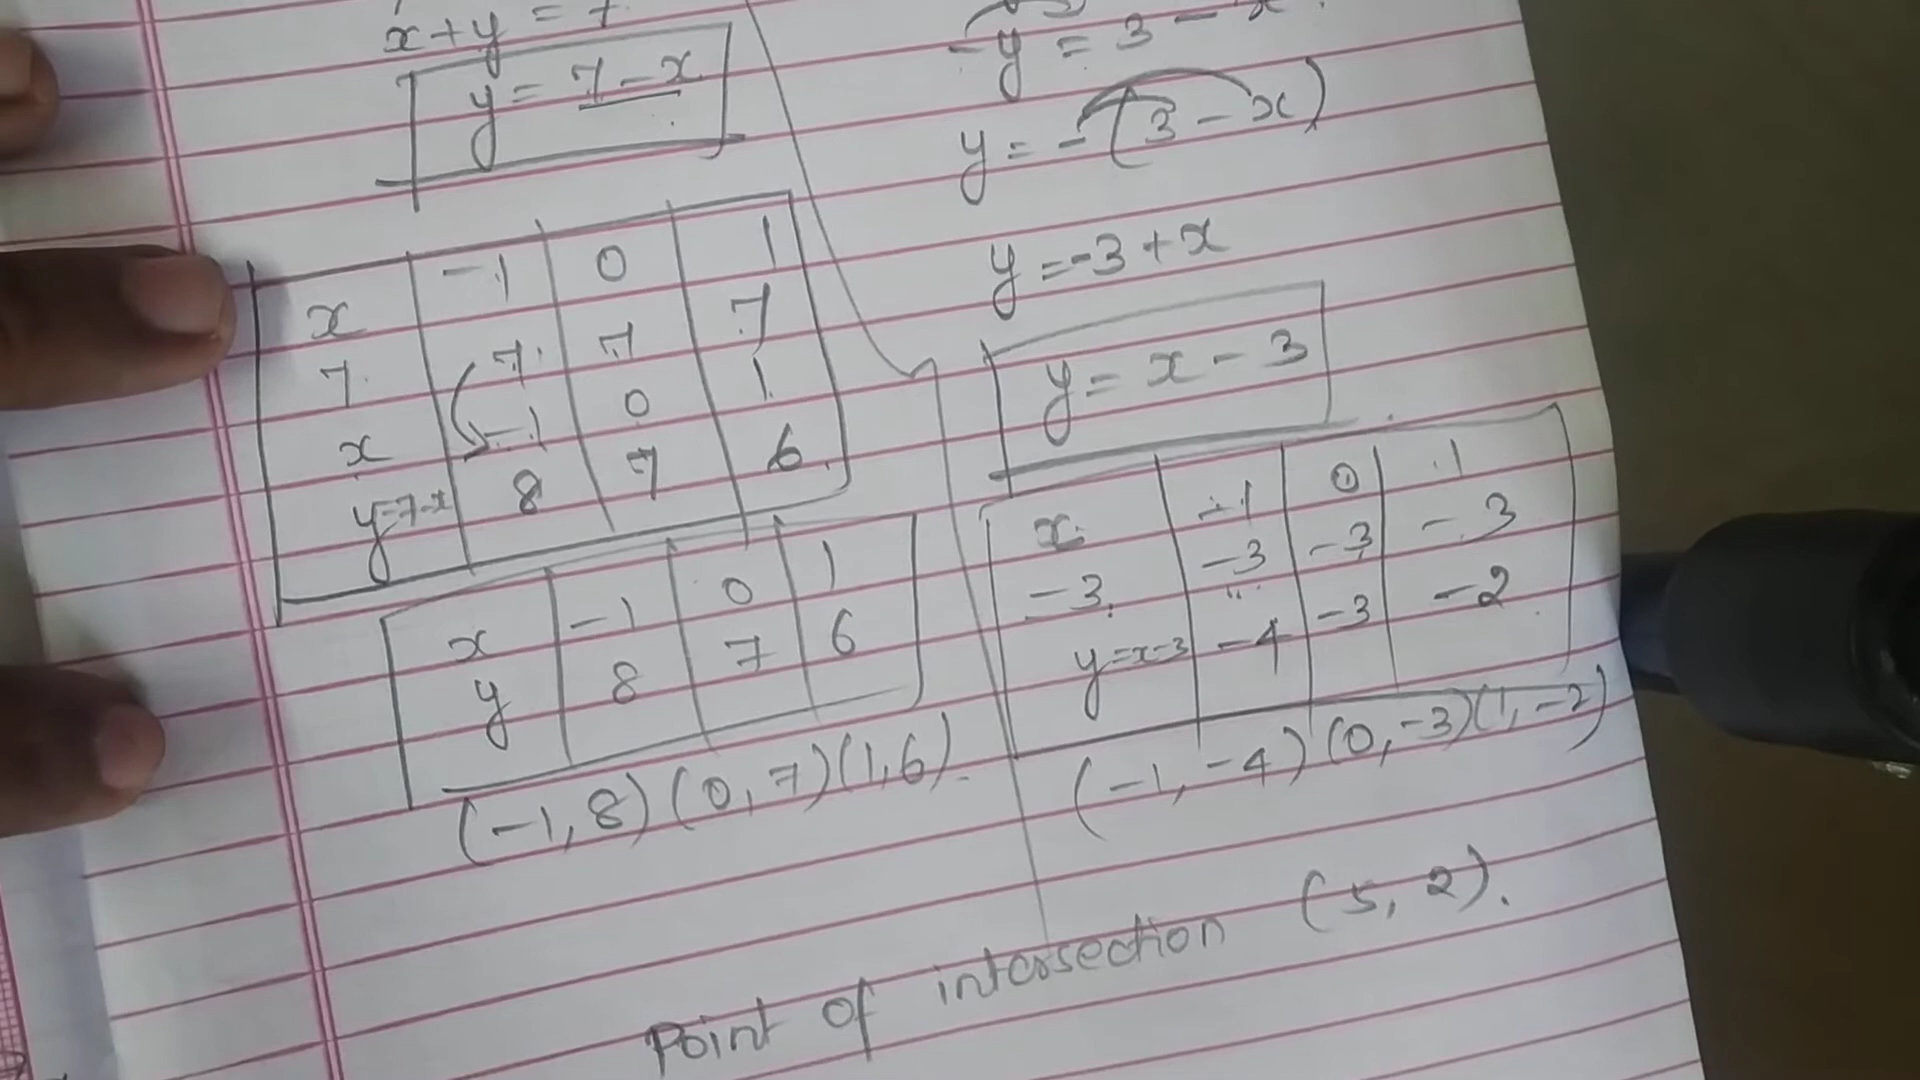 x+y = 7
y = 7-x
x -1 0 1
7 7 7 7
x -1 0 1
y=7-x 8 7 6
x -1 0 1
y 8 7 6
(-1, 8) (0, 7) (1, 6).
-y = 3 - x
y = -(3 - x)
y = -3 + x
y = x - 3
x -1 0 1
-3 -3 -3 -3
y=x-3 -4 -3 -2
(-1, -4) (0, -3) (1, -2)
Point of intersection (5, 2).